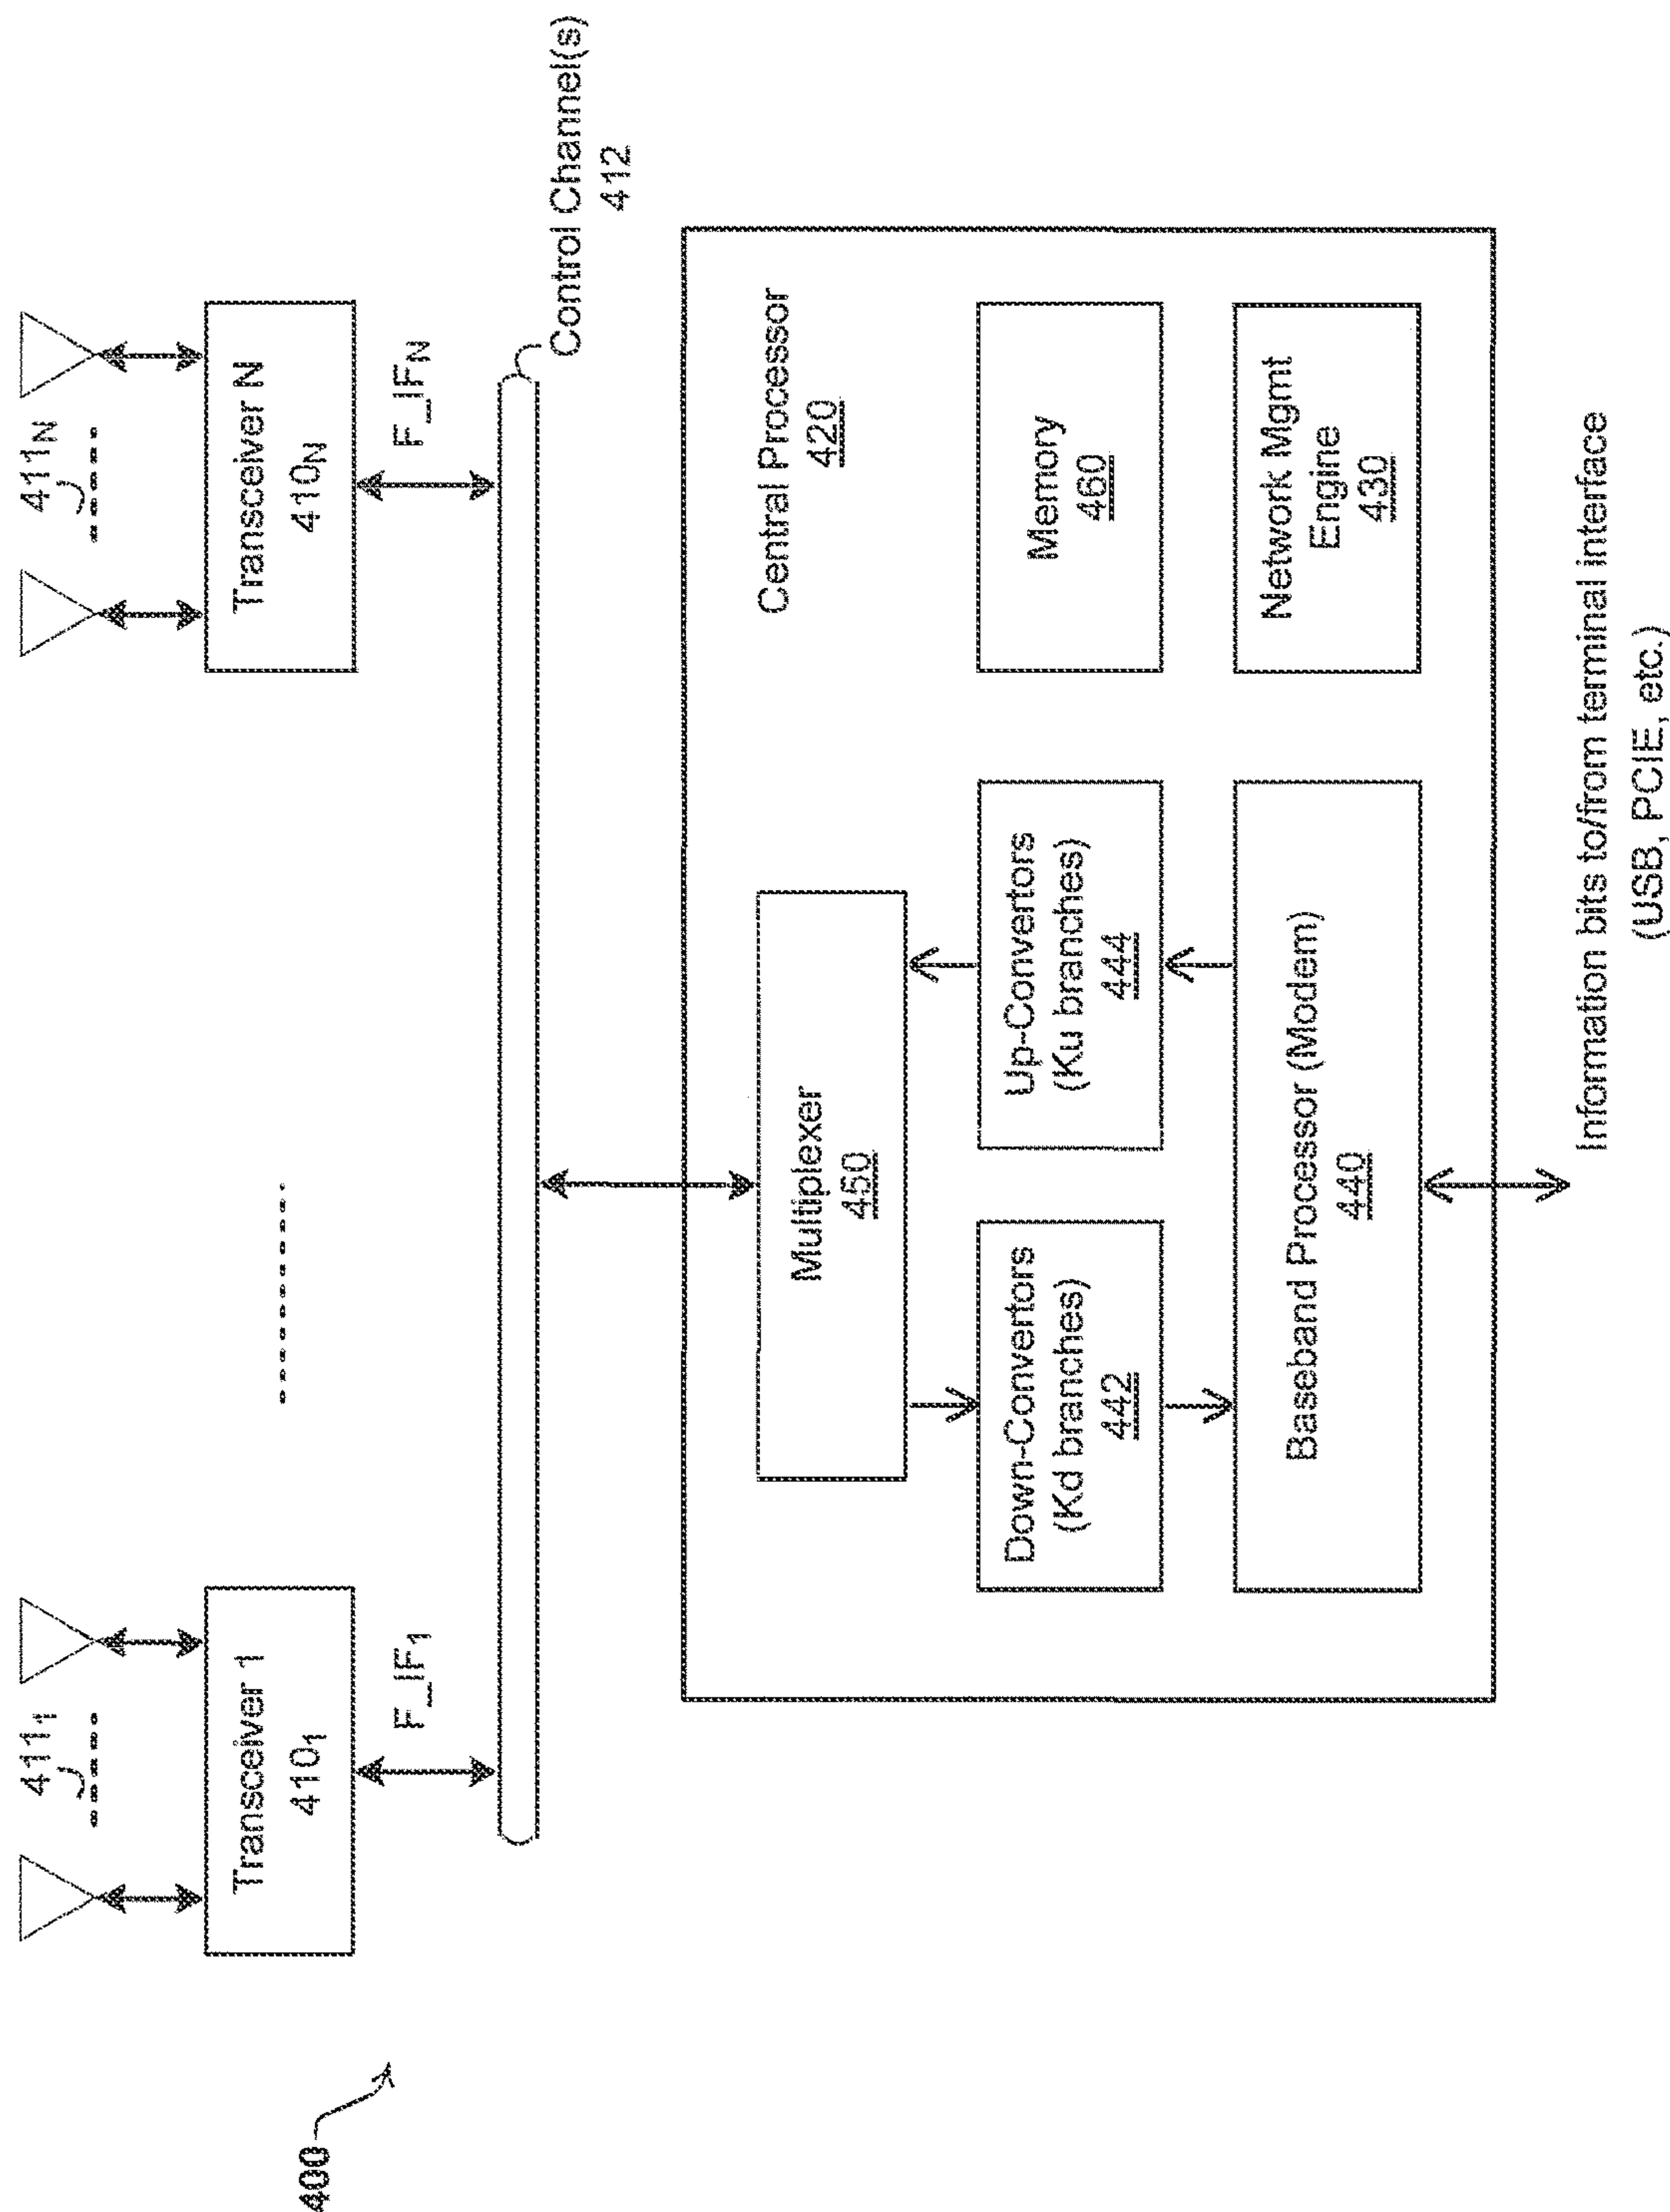 400
411₁
411N
Transceiver 1
410₁
Transceiver N
410N
F_IF₁
F_IFN
Control Channel(s)
412
Central Processor
420
Multiplexer
450
Down-Convertors
(Kd branches)
442
Up-Convertors
(Ku branches)
444
Memory
460
Baseband Processor (Modem)
440
Network Mgmt
Engine
430
Information bits to/from terminal interface
(USB, PCIE, etc.)